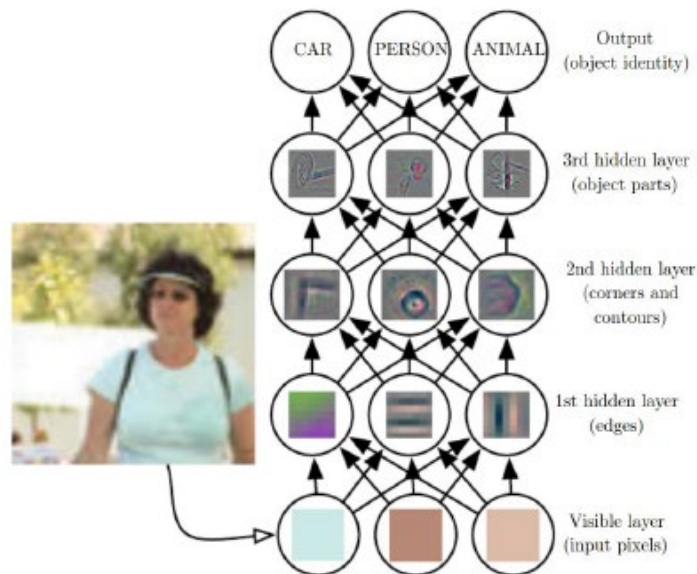 CAR PERSON ANIMAL Output
(object identity)
3rd hidden layer
(object parts)
2nd hidden layer
(corners and
contours)
1st hidden layer
(edges)
Visible layer
(input pixels)